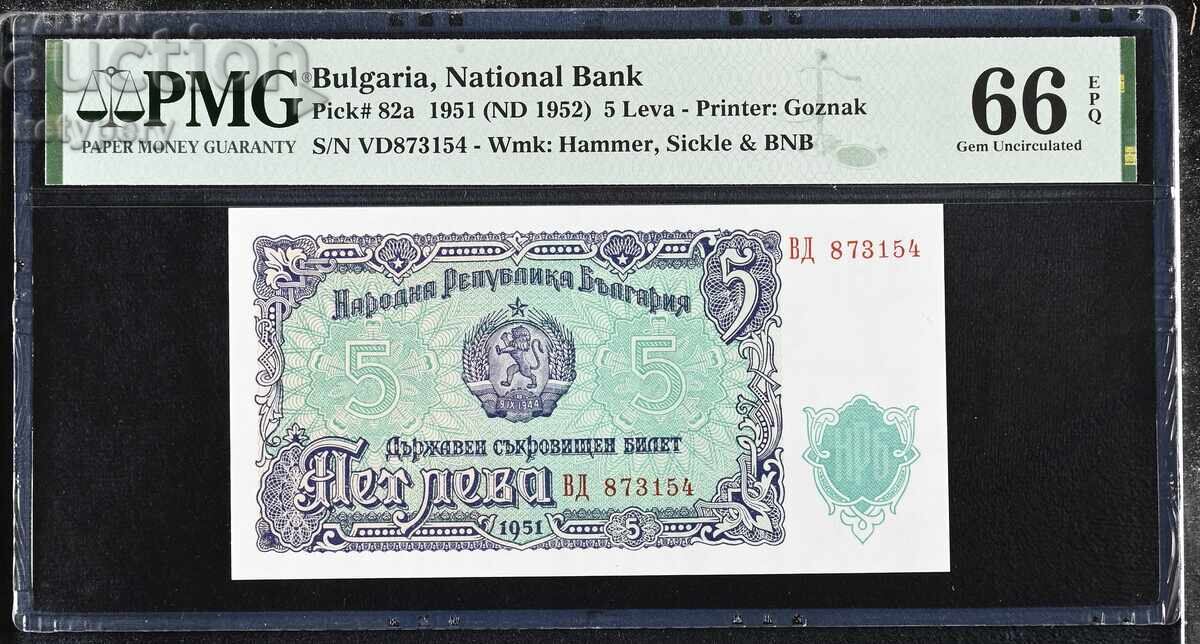 BALKAN
auction
PMG
PAPER MONEY GUARANTY
Bulgaria, National Bank
Pick# 82a 1951 (ND 1952) 5 Leva - Printer: Goznak
S/N VD873154 - Wmk: Hammer, Sickle & BNB
66 EPQ
Gem Uncirculated
5
ВД 873154
Народна Република България
5 5
9 IX 1944
Държавен съкровищен билет
Пет лева ВД 873154
1951 5